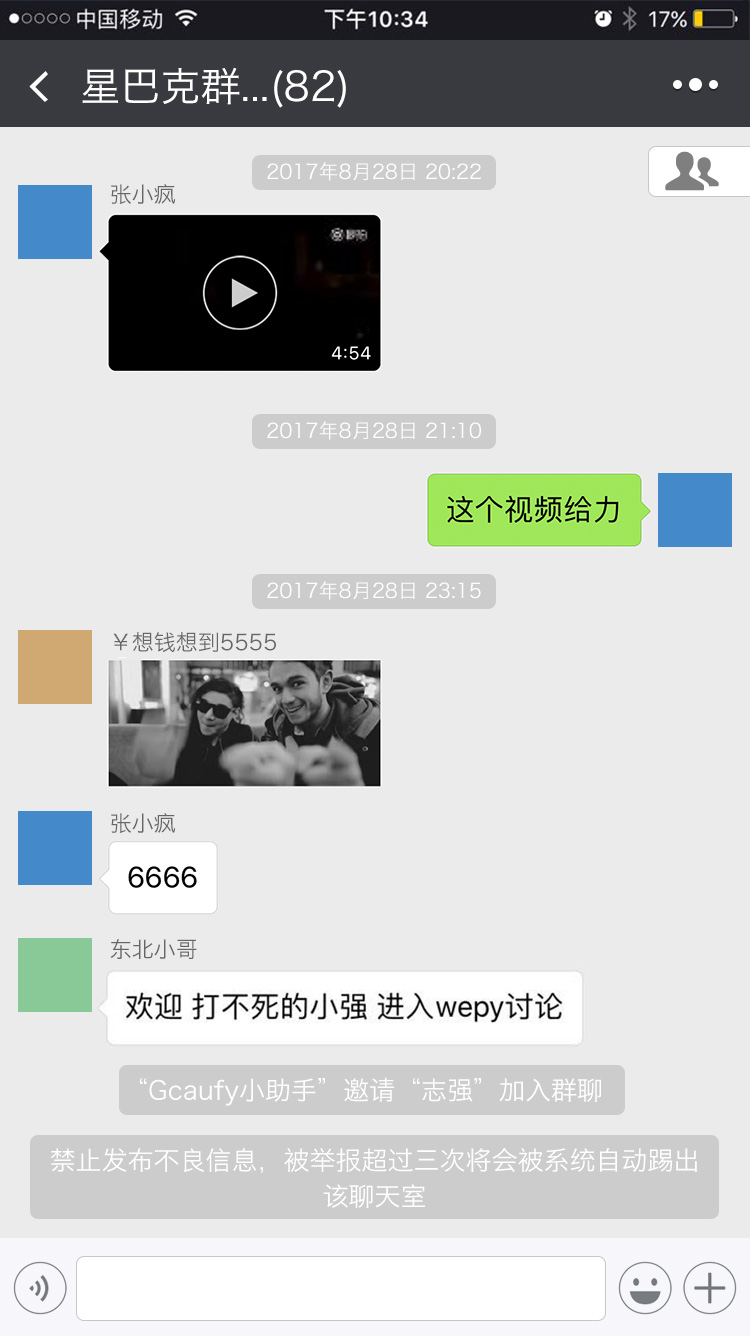 中国移动
下午10:34
17%
星巴克群...(82)
2017年8月28日 20:22
张小疯
4:54
2017年8月28日 21:10
这个视频给力
2017年8月28日 23:15
￥想钱想到5555
张小疯
6666
东北小哥
欢迎 打不死的小强 进入wepy讨论
“Gcaufy小助手”邀请“志强”加入群聊
禁止发布不良信息，被举报超过三次将会被系统自动踢出
该聊天室